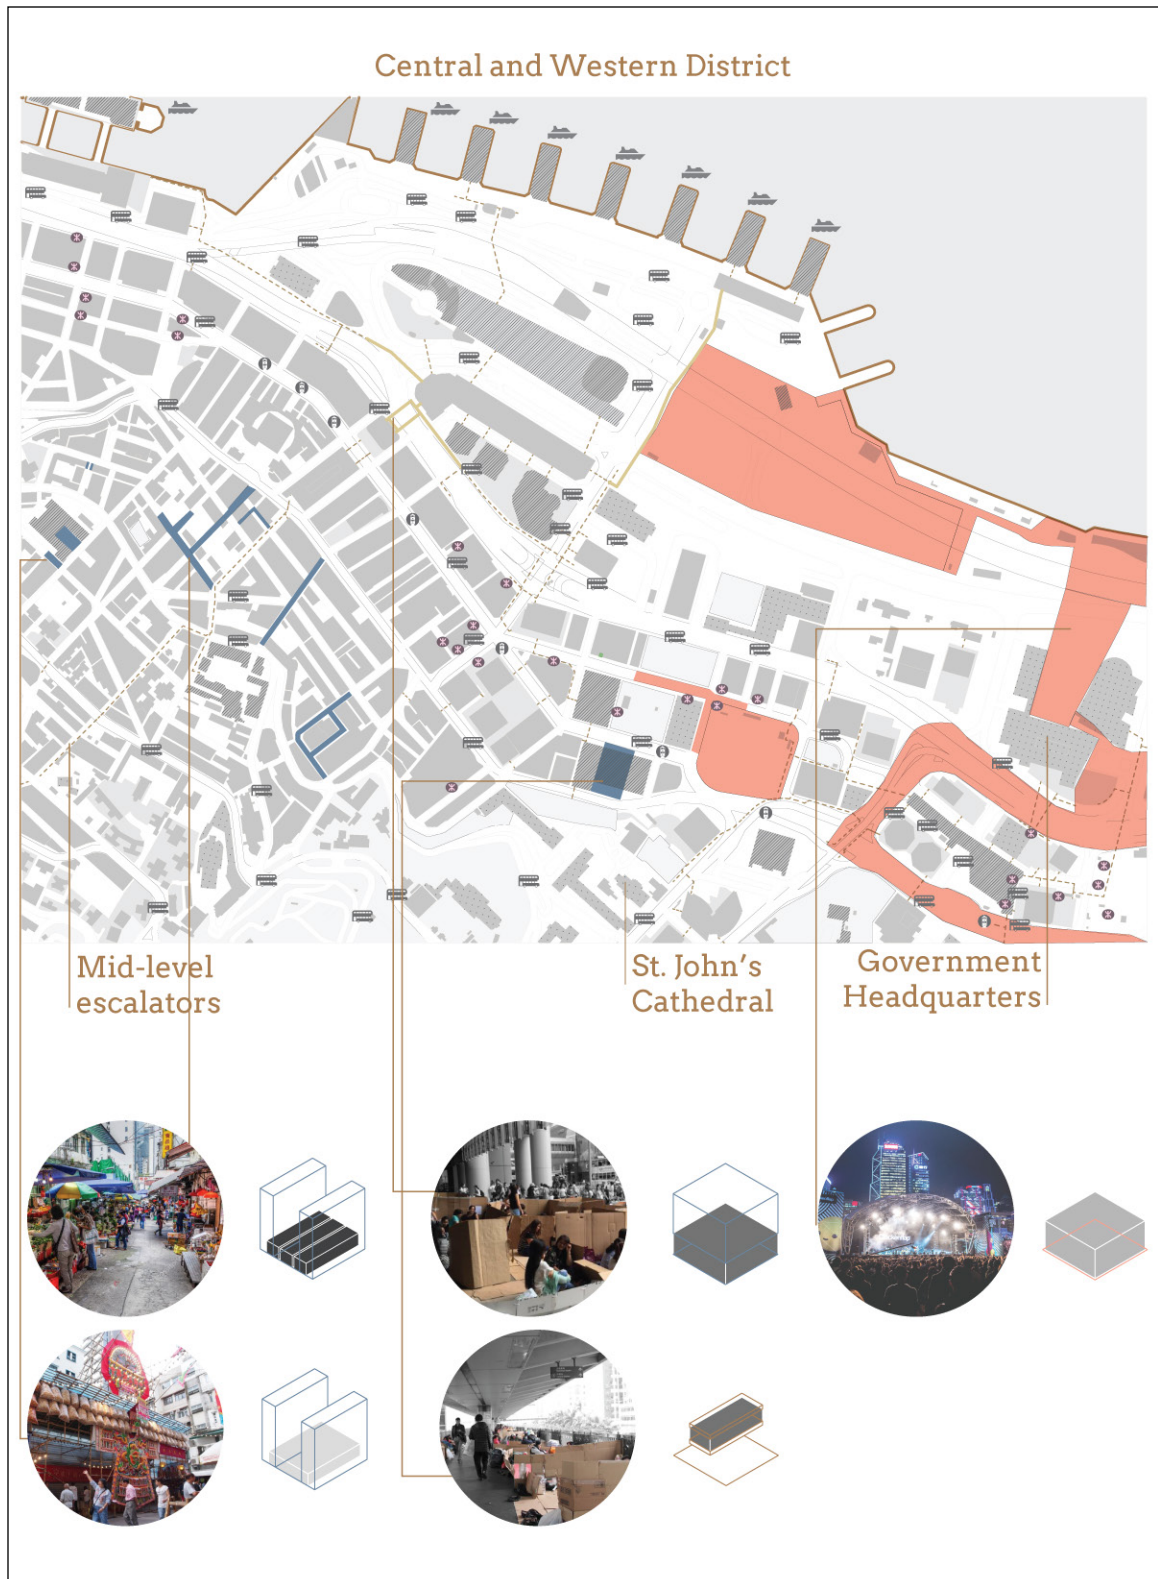 Central and Western District
Mid-level
escalators
St. John's
Cathedral
Government
Headquarters